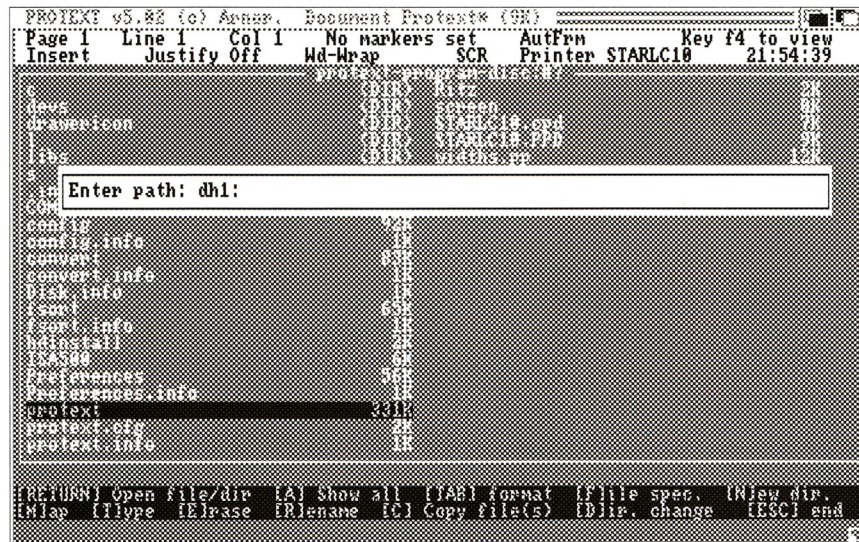 PROTEXT v5.02 (c) Arnor. Document Protext* (9K)
Page 1 Line 1 Col 1 No markers set AutFrm Key f4 to view
Insert Justify Off Wd-Wrap SCR Printer STARLC10 21:54:39
protext-program-disc:#?
c (DIR) Ritz 2K
devs (DIR) screen 0K
drawericon (DIR) STARLC10.cpd 7K
l (DIR) STARLC10.PPD 9K
libs (DIR) widths.pp 12K
s
Enter path: dh1:
config 92K
config.info 1K
convert 89K
convert.info 1K
Disk.info 1K
fsort 69K
fsort.info 1K
hdinstall 2K
ICA500 6K
Preferences 56K
Preferences.info 1K
protext 331K
protext.cfg 2K
protext.info 1K
[RETURN] Open file/dir [A] Show all [TAB] format [F]ile spec. [N]ew dir.
[M]ap [T]ype [E]rase [R]ename [C] Copy file(s) [D]ir. change [ESC] end